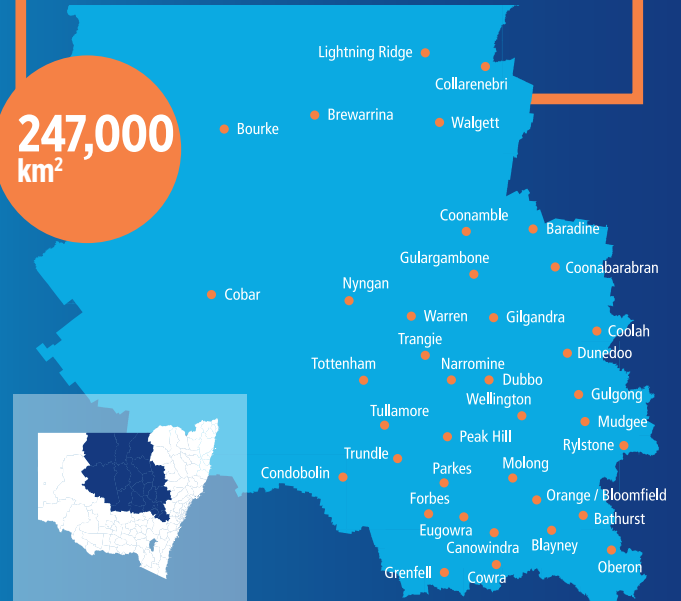 Lightning Ridge
Collarenebri
247,000
km²
Brewarrina
Bourke
Walgett
Coonamble
Baradine
Gulargambone
Coonabarabran
Nyngan
Cobar
Warren
Gilgandra
Coolah
Trangie
Dunedoo
Tottenham
Narromine
Dubbo
Wellington
Gulgong
Tullamore
Mudgee
Peak Hill
Rylstone
Trundle
Molong
Condobolin
Parkes
Forbes
Orange / Bloomfield
Bathurst
Eugowra
Canowindra
Blayney
Oberon
Grenfell
Cowra